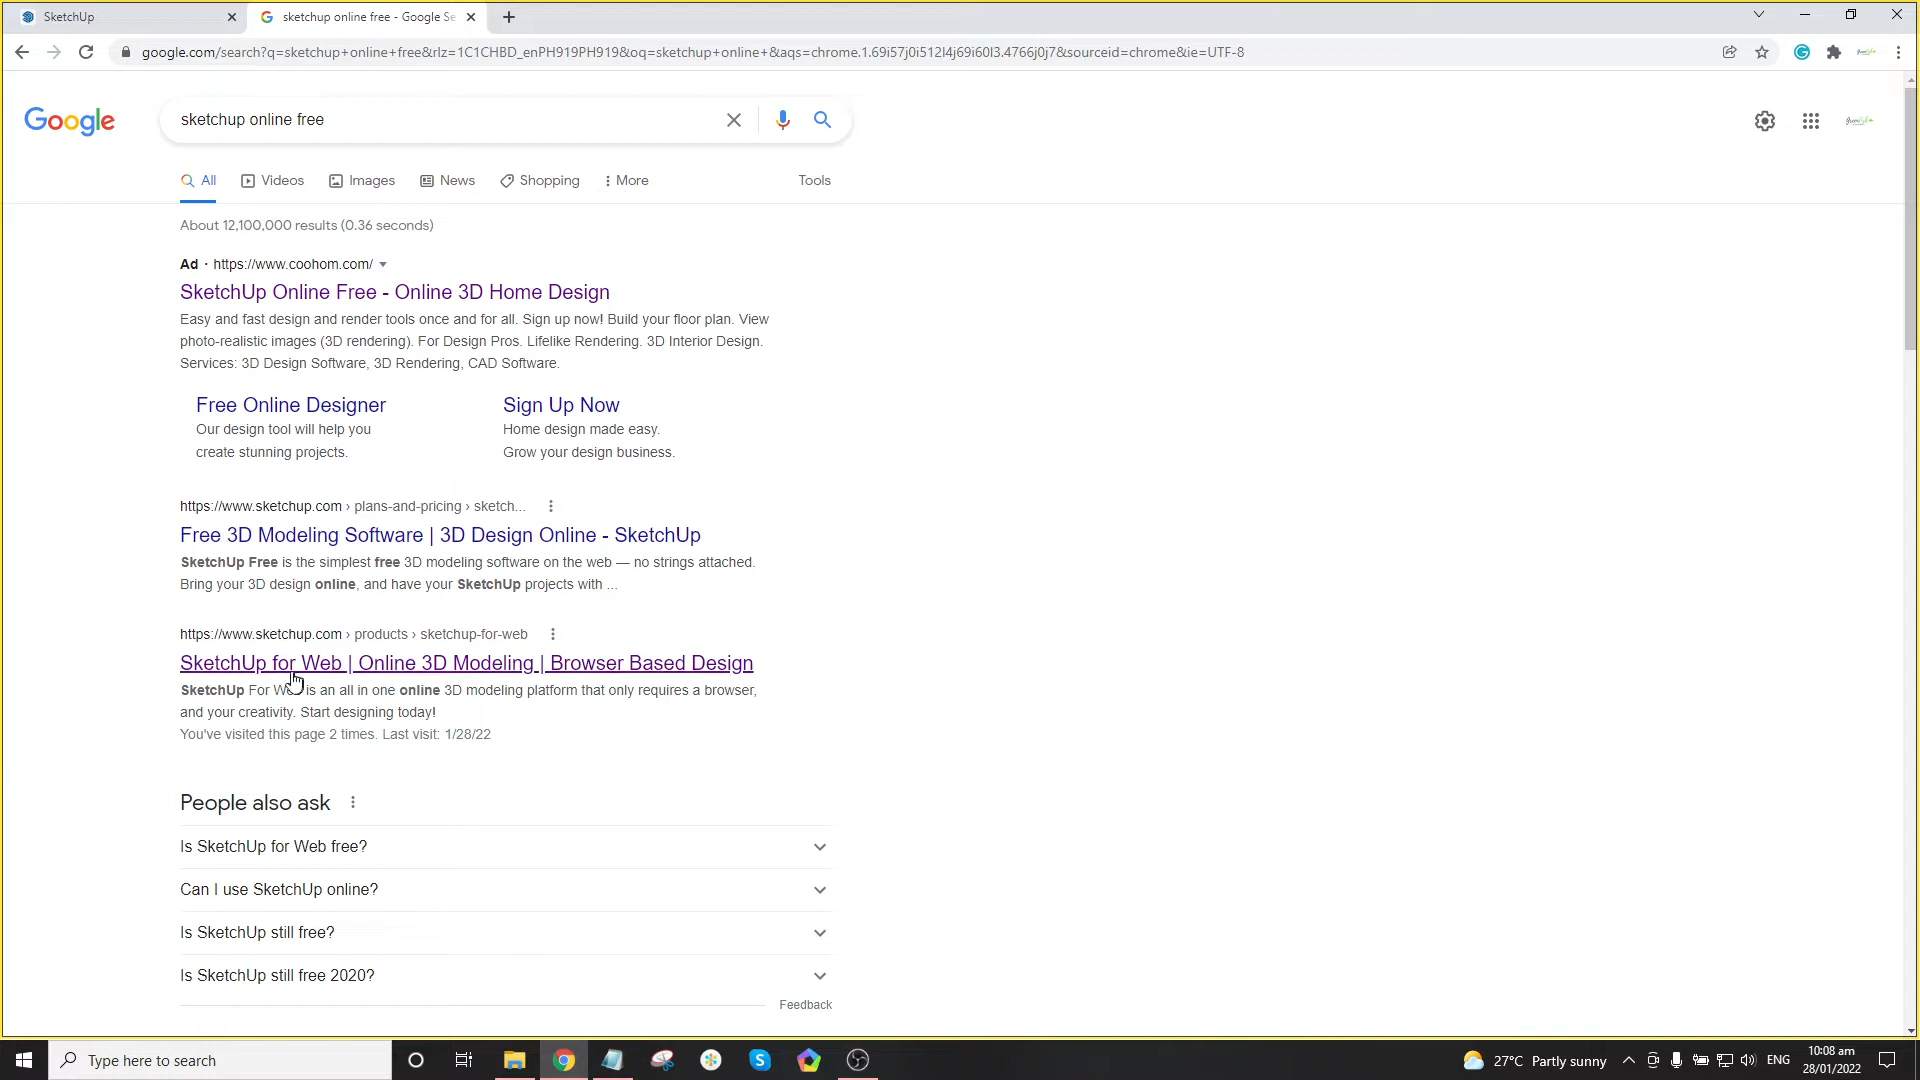 SketchUp
sketchup online free - Google Se
google.com/search?q=sketchup+online+free&rlz=1C1CHBD_enPH919PH919&oq=sketchup+online+&aqs=chrome.1.69i57j0i512l4j69i60l3.4766j0j7&sourceid=chrome&ie=UTF-8
Google
sketchup online free
All Videos Images News Shopping More Tools
About 12,100,000 results (0.36 seconds)
Ad · https://www.coohom.com/
SketchUp Online Free - Online 3D Home Design
Easy and fast design and render tools once and for all. Sign up now! Build your floor plan. View
photo-realistic images (3D rendering). For Design Pros. Lifelike Rendering. 3D Interior Design.
Services: 3D Design Software, 3D Rendering, CAD Software.
Free Online Designer
Our design tool will help you
create stunning projects.
Sign Up Now
Home design made easy.
Grow your design business.
https://www.sketchup.com › plans-and-pricing › sketch...
Free 3D Modeling Software | 3D Design Online - SketchUp
SketchUp Free is the simplest free 3D modeling software on the web — no strings attached.
Bring your 3D design online, and have your SketchUp projects with ...
https://www.sketchup.com › products › sketchup-for-web
SketchUp for Web | Online 3D Modeling | Browser Based Design
SketchUp For Web is an all in one online 3D modeling platform that only requires a browser,
and your creativity. Start designing today!
You've visited this page 2 times. Last visit: 1/28/22
People also ask
Is SketchUp for Web free?
Can I use SketchUp online?
Is SketchUp still free?
Is SketchUp still free 2020?
Feedback
Type here to search
27°C Partly sunny
ENG
10:08 am
28/01/2022